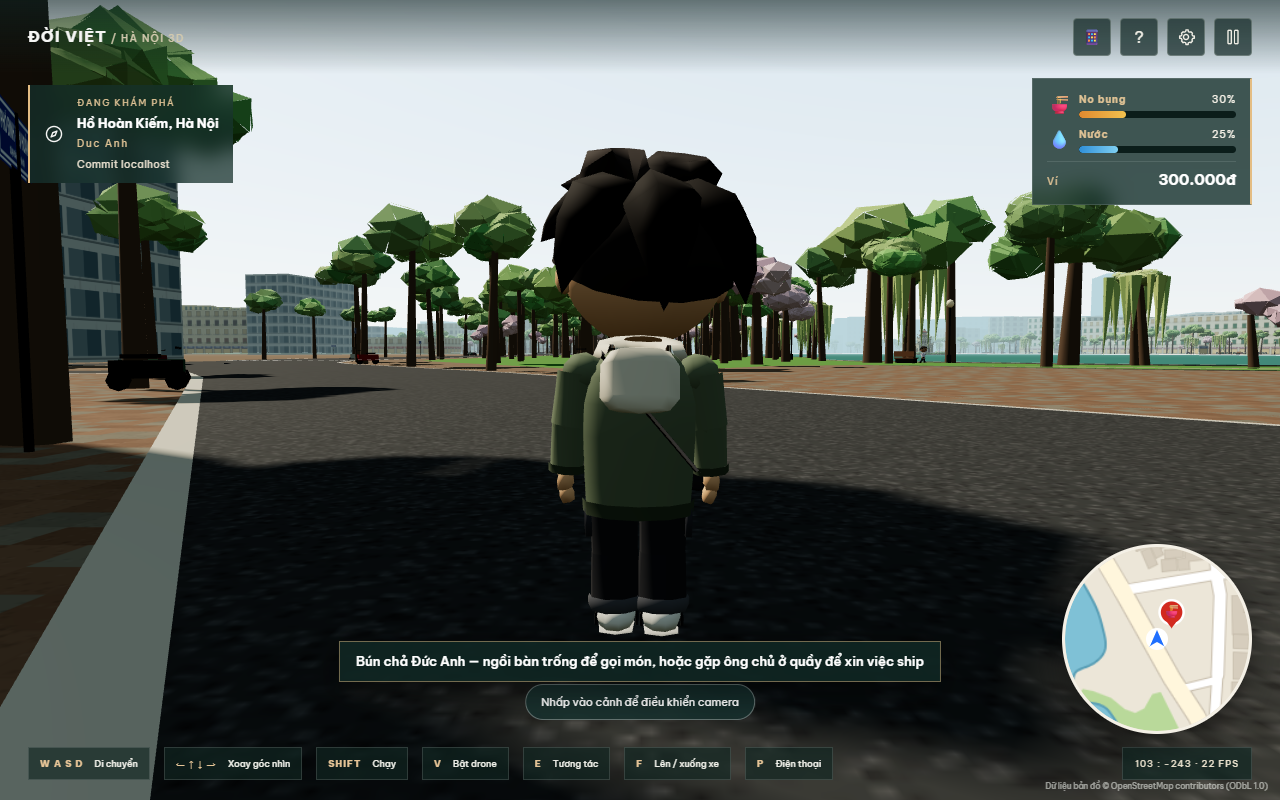 ĐỜI VIỆT / HÀ NỘI 3D
?
ĐANG KHÁM PHÁ
Hồ Hoàn Kiếm, Hà Nội
Duc Anh
Commit localhost
No bụng 30%
Nước 25%
Ví 300.000đ
Bún chả Đức Anh — ngồi bàn trống để gọi món, hoặc gặp ông chủ ở quầy để xin việc ship
Nhấp vào cảnh để điều khiển camera
W A S D Di chuyển
←↑↓→ Xoay góc nhìn
SHIFT Chạy
V Bật drone
E Tương tác
F Lên / xuống xe
P Điện thoại
103 : -243 · 22 FPS
Dữ liệu bản đồ © OpenStreetMap contributors (ODbL 1.0)